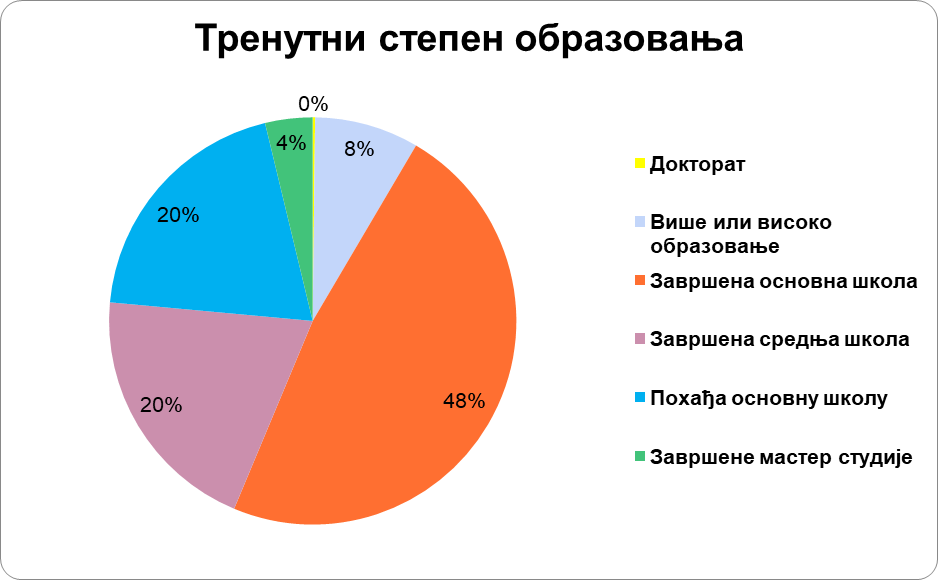 Тренутни степен образовања
0%
4%
8%
20%
20%
48%
Докторат
Више или високо
образовање
Завршена основна школа
Завршена средња школа
Похађа основну школу
Завршене мастер студије